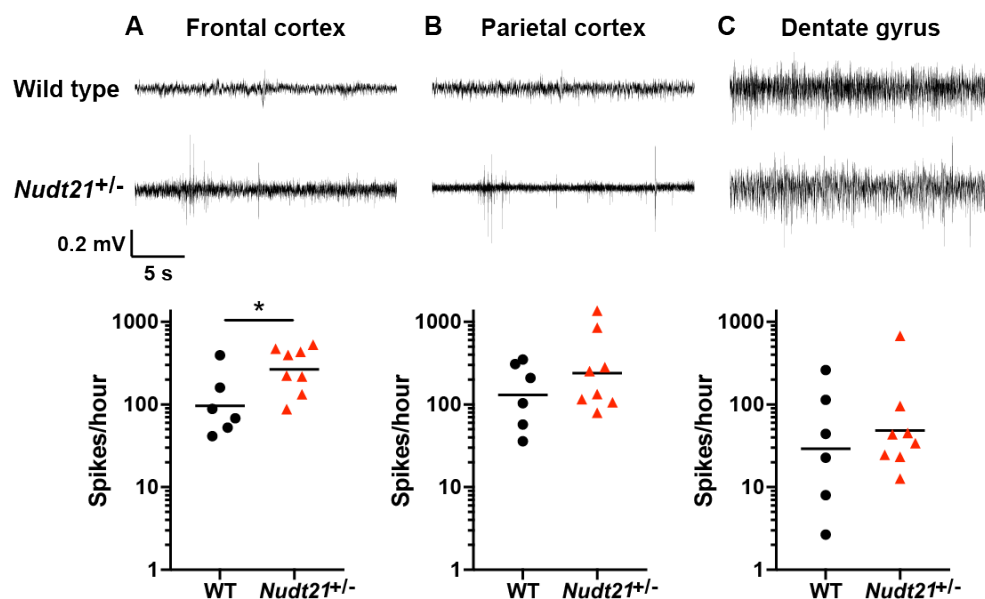 A Frontal cortex B Parietal cortex C Dentate gyrus
Wild type
Nudt21+/-
0.2 mV
5 s
*
1000 1000 1000
100 100 100
10 10 10
1 1 1
Spikes/hour Spikes/hour Spikes/hour
WT Nudt21+/- WT Nudt21+/- WT Nudt21+/-